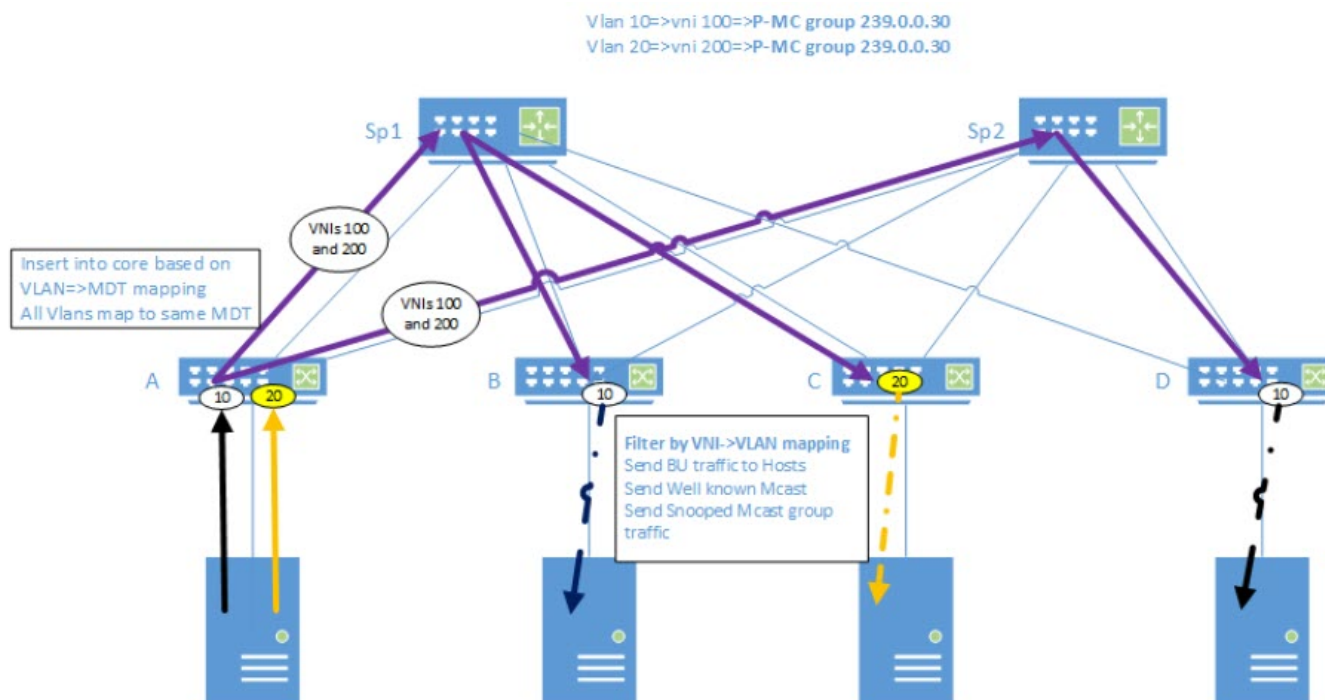 Vlan 10=>vni 100=>P-MC group 239.0.0.30
Vlan 20=>vni 200=>P-MC group 239.0.0.30
Sp1
Sp2
VNIs 100
and 200
Insert into core based on
VLAN=>MDT mapping
All Vlans map to same MDT
VNIs 100
and 200
A
10
20
B
10
C
20
D
10
Filter by VNI->VLAN mapping
Send BU traffic to Hosts
Send Well known Mcast
Send Snooped Mcast group
traffic